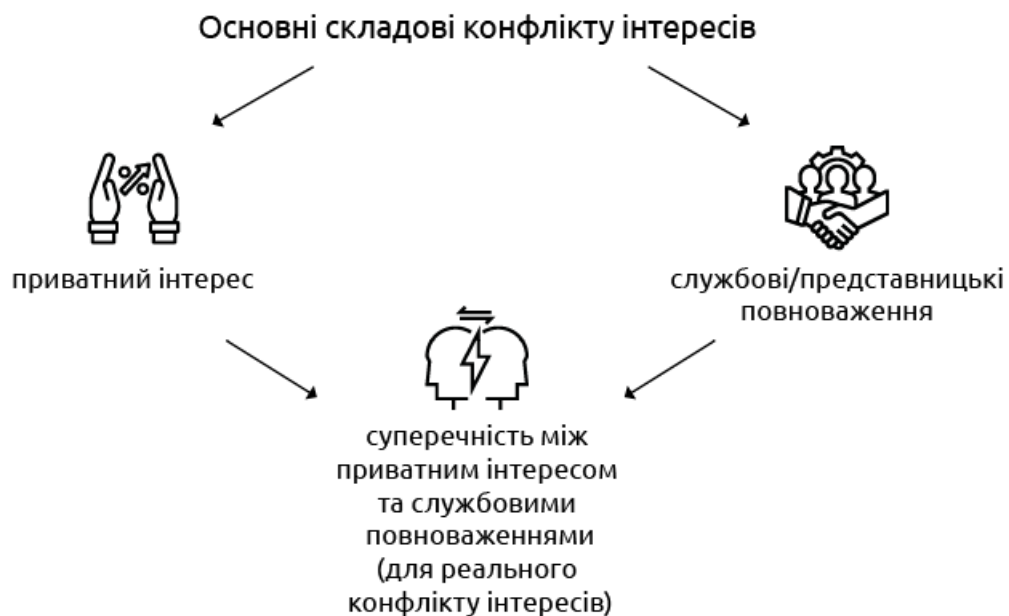 Основні складові конфлікту інтересів
приватний інтерес
службові/представницькі
повноваження
суперечність між
приватним інтересом
та службовими
повноваженнями
(для реального
конфлікту інтересів)